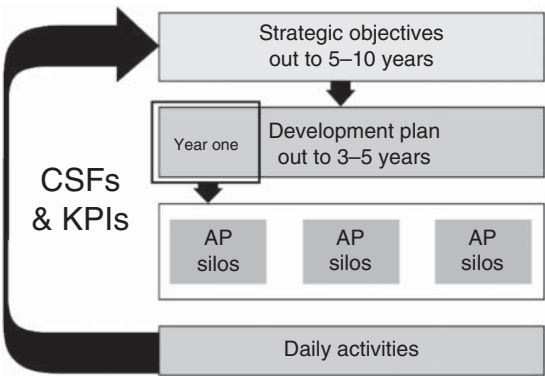 Strategic objectives
out to 5–10 years
Year one
Development plan
out to 3–5 years
CSFs
& KPIs
AP
silos
AP
silos
AP
silos
Daily activities